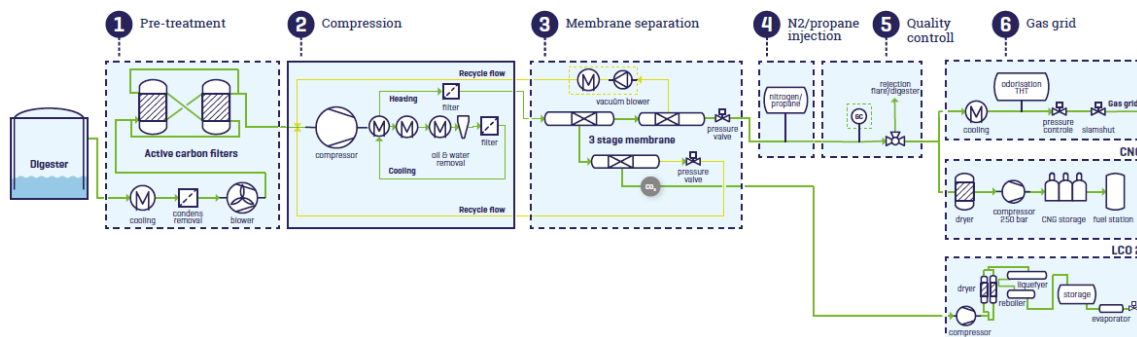 1 Pre-treatment
2 Compression
3 Membrane separation
4 N2/propane
injection
5 Quality
controll
6 Gas grid
Digester
Active carbon filters
cooling
condens
removal
blower
Recycle flow
Heading
filter
compressor
oil & water
removal
filter
Cooling
Recycle flow
vacuüm blower
3 stage membrane
pressure
valve
pressure
valve
CO₂
nitrogen/
propane
GC
rejection
flare/digester
odorisation
THT
Gas grid
cooling
pressure
controle
slamshut
CNG
dryer
compressor
250 bar
CNG storage
fuel station
LCO 2
dryer
liquefyer
reboiler
storage
compressor
evaporator